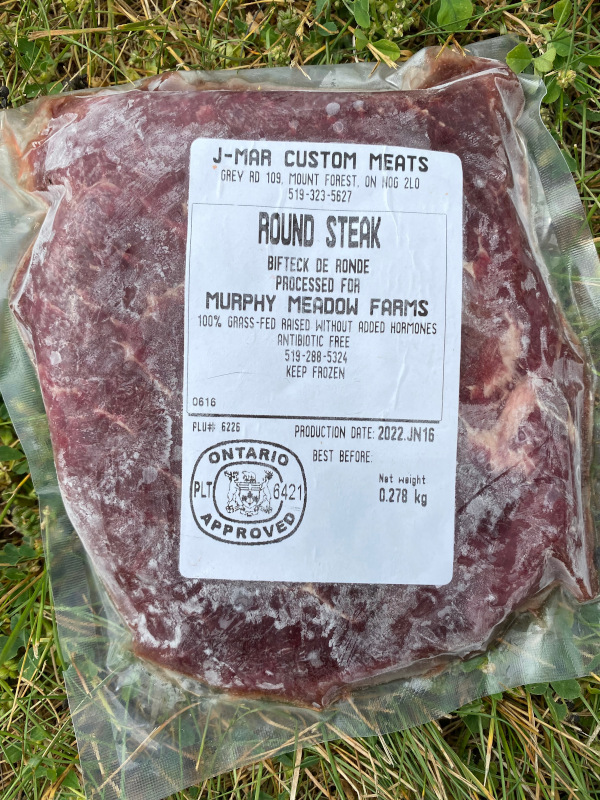 J-MAR CUSTOM MEATS
GREY RD 109, MOUNT FOREST, ON N0G 2L0
519-323-5627
ROUND STEAK
BIFTECK DE RONDE
PROCESSED FOR
MURPHY MEADOW FARMS
100% GRASS-FED RAISED WITHOUT ADDED HORMONES
ANTIBIOTIC FREE
519-288-5324
KEEP FROZEN
0616
PLU# 6226
PRODUCTION DATE: 2022.JN16
BEST BEFORE:
Net weight
0.278 kg
ONTARIO
PLT 6421
APPROVED